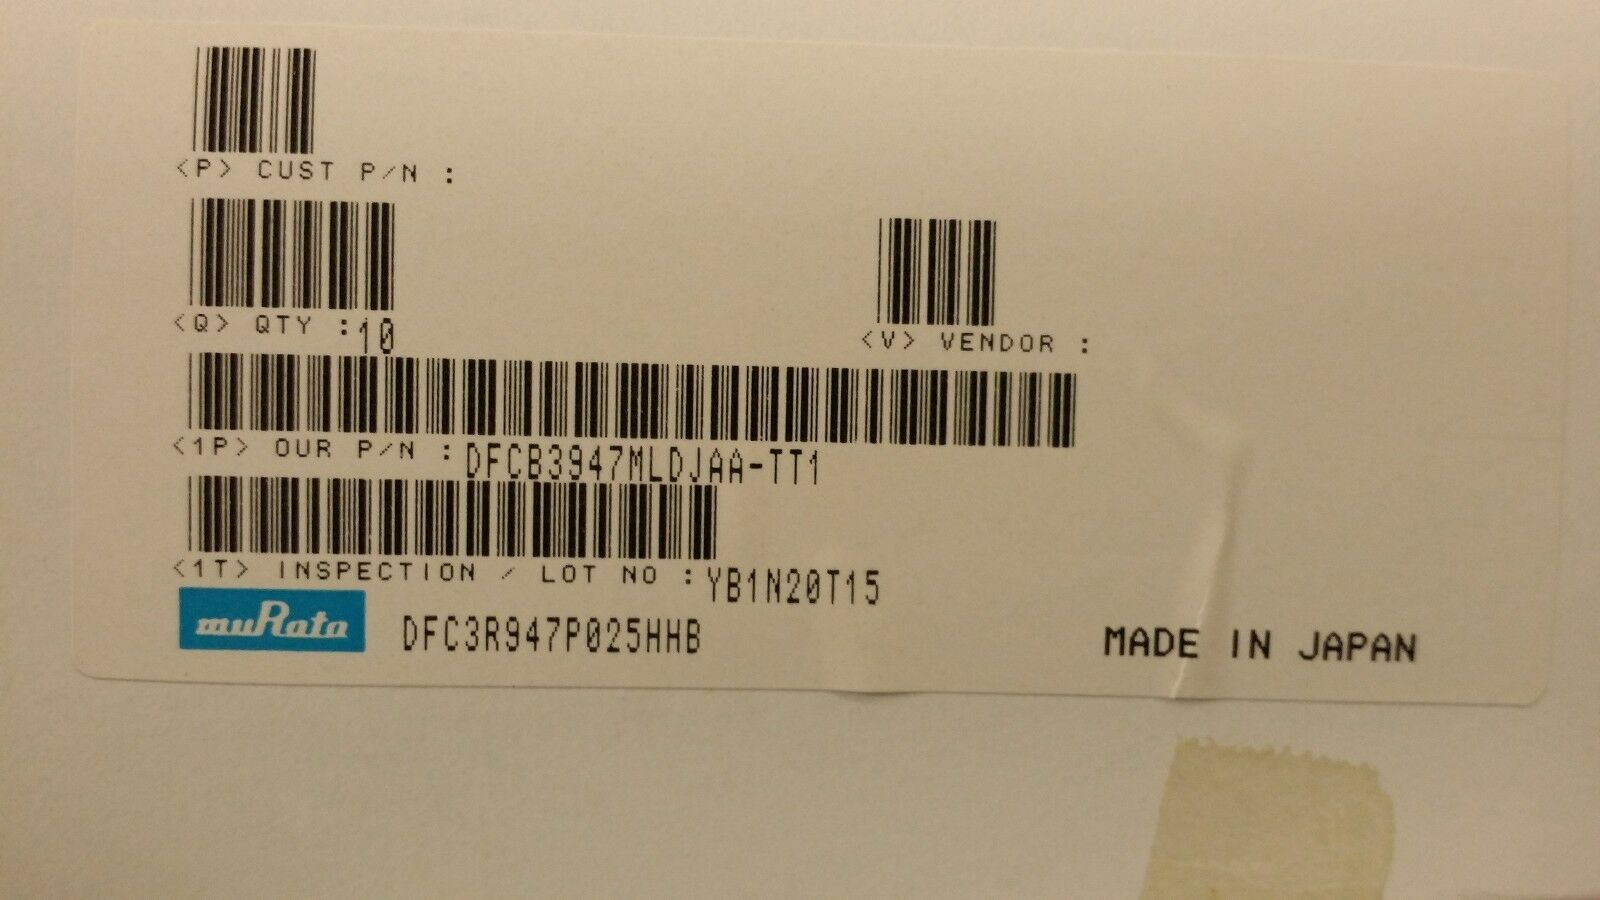 <P> CUST P/N :
<Q> QTY :10
<V> VENDOR :
<1P> OUR P/N :DFCB3947MLDJAA-TT1
<1T> INSPECTION / LOT NO :YB1N20T15
muRata DFC3R947P025HHB
MADE IN JAPAN